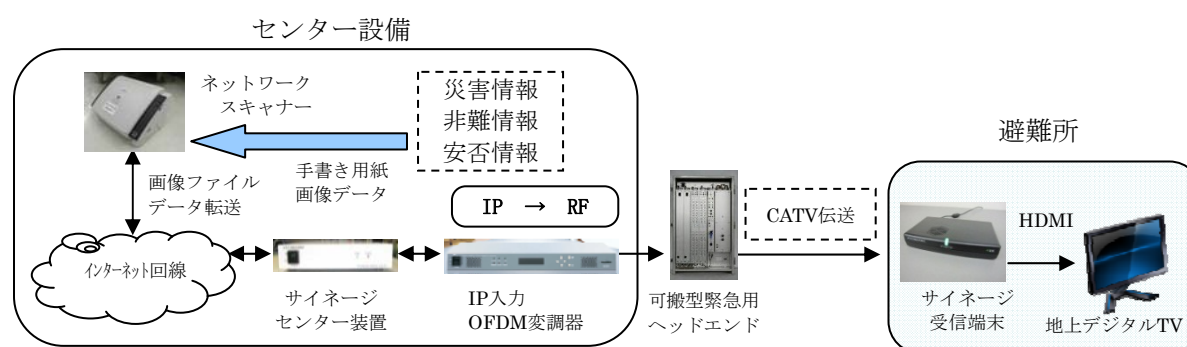 センター設備
ネットワーク
スキャナー
災害情報
非難情報
安否情報
手書き用紙
画像データ
画像ファイル
データ転送
IP → RF
インターネット回線
サイネージ
センター装置
IP入力
OFDM変調器
可搬型緊急用
ヘッドエンド
CATV伝送
避難所
HDMI
サイネージ
受信端末
地上デジタルTV